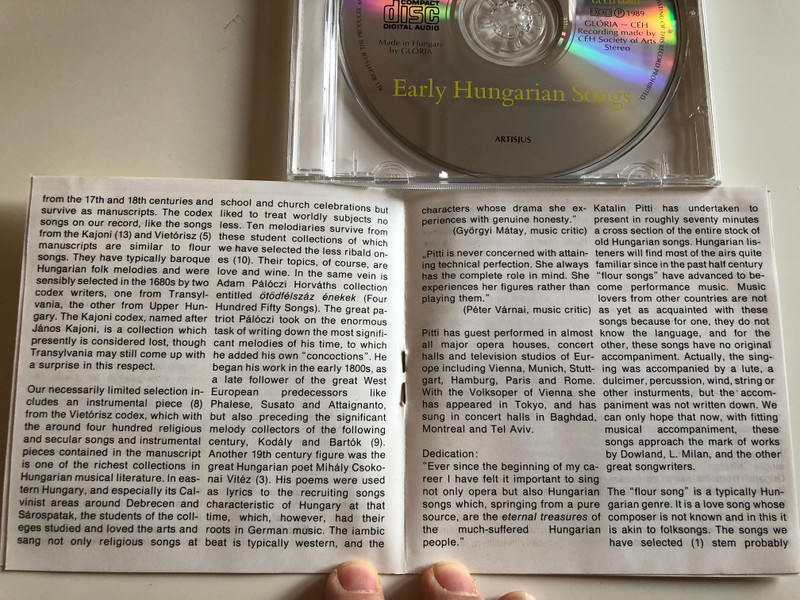 COMPACT
disc
DIGITAL AUDIO
Made in Hungary
by GLÓRIA
℗ 1989
GLÓRIA – CÉH
Recording made by
CÉH Society of Arts
Stereo
Early Hungarian Songs
ARTISJUS
from the 17th and 18th centuries and
survive as manuscripts. The codex
songs on our record, like the songs
from the Kajoni (13) and Vietórisz (5)
manuscripts are similar to flour
songs. They have typically baroque
Hungarian folk melodies and were
sensibly selected in the 1680s by two
codex writers, one from Transyl-
vania, the other from Upper Hun-
gary. The Kajoni codex, named after
János Kajoni, is a collection which
presently is considered lost, though
Transylvania may still come up with
a surprise in this respect.
Our necessarily limited selection in-
cludes an instrumental piece (8)
from the Vietórisz codex, which with
the around four hundred religious
and secular songs and instrumental
pieces contained in the manuscript
is one of the richest collections in
Hungarian musical literature. In eas-
tern Hungary, and especially its Cal-
vinist areas around Debrecen and
Sárospatak, the students of the coll-
eges studied and loved the arts and
sang not only religious songs at
school and church celebrations but
liked to treat worldly subjects no
less. Ten melodiaries survive from
these student collections of which
we have selected the less ribald on-
es (10). Their topics, of course, are
love and wine. In the same vein is
Adam Pálóczi Horváths collection
entitled ötödfélszáz énekek (Four
Hundred Fifty Songs). The great pa-
triot Pálóczi took on the enormous
task of writing down the most signifi-
cant melodies of his time, to which
he added his own "concoctions". He
began his work in the early 1800s, as
a late follower of the great West
European predecessors like
Phalese, Susato and Attaignanto,
but also preceding the significant
melody collectors of the following
century, Kodály and Bartók (9).
Another 19th century figure was the
great Hungarian poet Mihály Csoko-
nai Vitéz (3). His poems were used
as lyrics to the recruiting songs
characteristic of Hungary at that
time, which, however, had their
roots in German music. The iambic
beat is typically western, and the
characters whose drama she ex-
periences with genuine honesty."
(Györgyi Mátay, music critic)
„Pitti is never concerned with attain-
ing technical perfection. She always
has the complete role in mind. She
experiences her figures rather than
playing them."
(Péter Várnai, music critic)
Pitti has guest performed in almost
all major opera houses, concert
halls and television studios of Eur-
ope including Vienna, Munich, Stutt-
gart, Hamburg, Paris and Rome.
With the Volksoper of Vienna she
has appeared in Tokyo, and has
sung in concert halls in Baghdad,
Montreal and Tel Aviv.
Dedication:
"Ever since the beginning of my ca-
reer I have felt it important to sing
not only opera but also Hungarian
songs which, springing from a pure
source, are the eternal treasures of
the much-suffered Hungarian
people."
Katalin Pitti has undertaken to
present in roughly seventy minutes
a cross section of the entire stock of
old Hungarian songs. Hungarian lis-
teners will find most of the airs quite
familiar since in the past half century
"flour songs" have advanced to be-
come performance music. Music
lovers from other countries are not
as yet as acquainted with these
songs because for one, they do not
know the language, and for the
other, these songs have no original
accompaniment. Actually, the sing-
ing was accompanied by a lute, a
dulcimer, percussion, wind, string or
other insturments, but the accom-
paniment was not written down. We
can only hope that now, with fitting
musical accompaniment, these
songs approach the mark of works
by Dowland, L. Milan, and the other
great songwriters.
The "flour song" is a typically Hun-
garian genre. It is a love song whose
composer is not known and in this it
is akin to folksongs. The songs we
have selected (1) stem probably